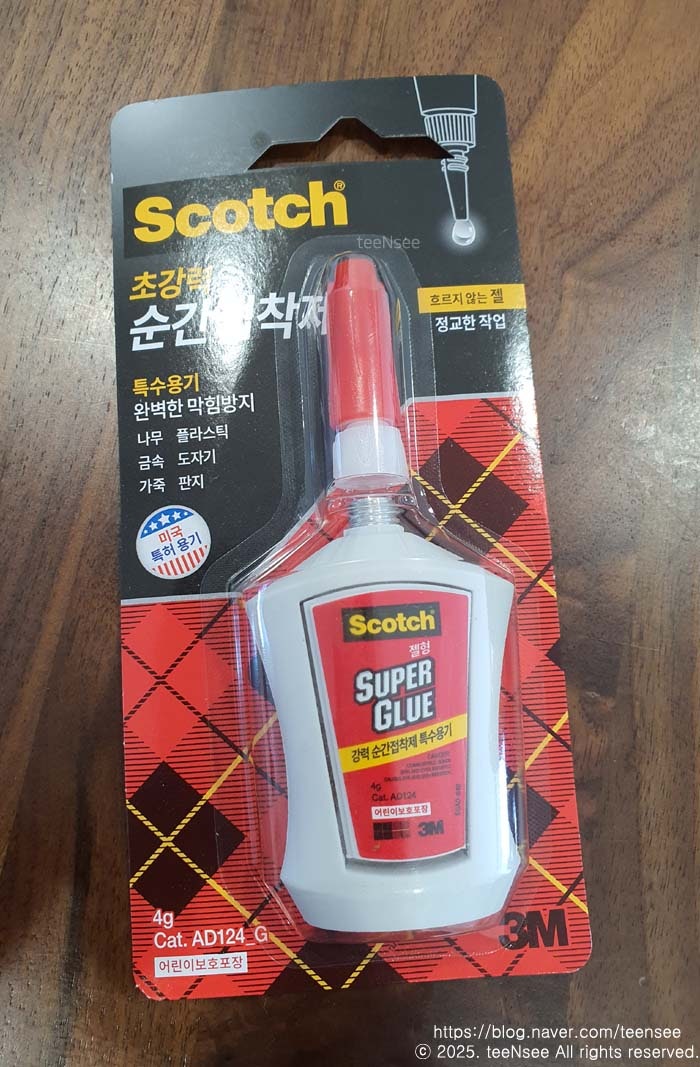 Scotch®
teeNsee
초강력
순간접착제
흐르지 않는 젤
정교한 작업
특수용기
완벽한 막힘방지
나무 플라스틱
금속 도자기
가죽 판지
미국
특허 용기
Scotch
젤형
SUPER
GLUE
강력 순간접착제 특수용기
4g
Cat. AD124
어린이보호포장
3M
4g
Cat. AD124_G
어린이보호포장
3M
https://blog.naver.com/teensee
ⓒ 2025. teeNsee All rights reserved.